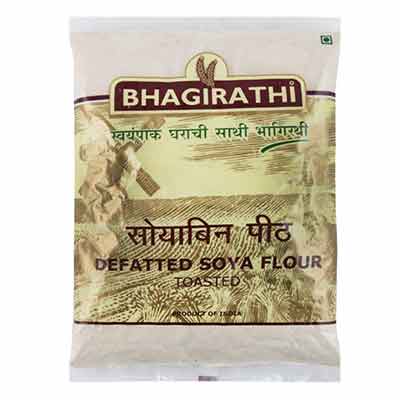 BHAGIRATHI
स्वयंपाक घराची साथी भागिरथी
सोयाबिन पीठ
DEFATTED SOYA FLOUR
TOASTED
PRODUCT OF INDIA